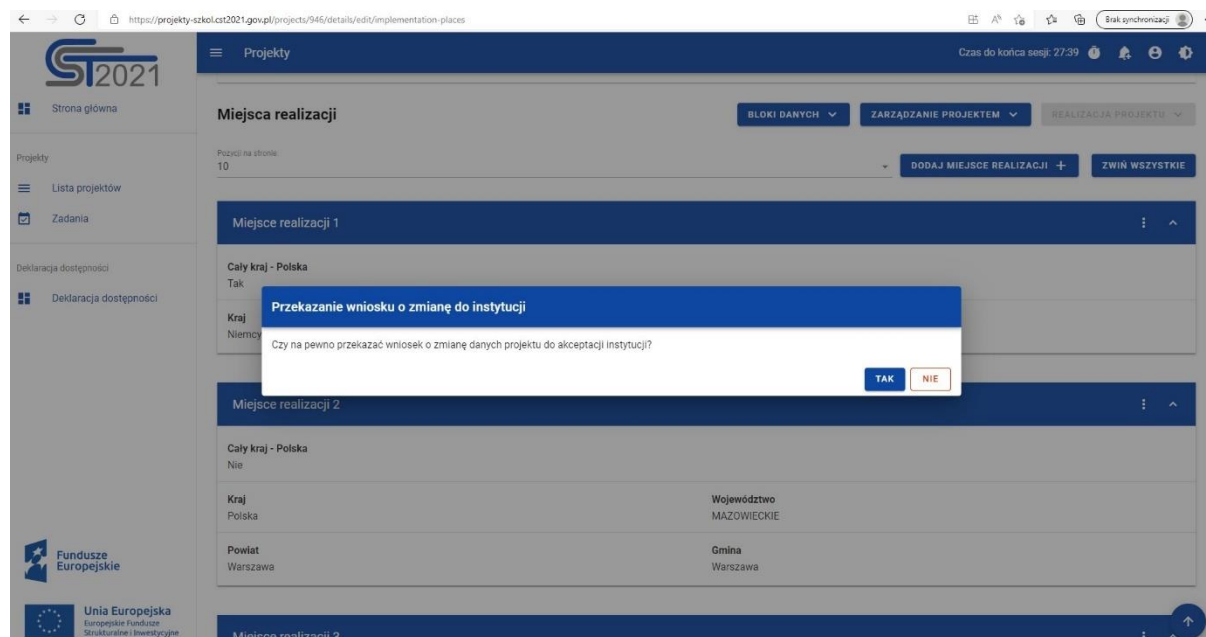 https://projekty-szkol.cst2021.gov.pl/projects/946/details/edit/implementation-places
Brak synchronizacji
ST2021
Projekty
Czas do końca sesji: 27:39
Strona główna
Projekty
Lista projektów
Zadania
Deklaracja dostępności
Deklaracja dostępności
Miejsca realizacji
BLOKI DANYCH
ZARZĄDZANIE PROJEKTEM
REALIZACJA PROJEKTU
Pozycji na stronie:
10
DODAJ MIEJSCE REALIZACJI +
ZWIŃ WSZYSTKIE
Miejsce realizacji 1
Cały kraj - Polska
Tak
Kraj
Niemcy
Przekazanie wniosku o zmianę do instytucji
Czy na pewno przekazać wniosek o zmianę danych projektu do akceptacji instytucji?
TAK
NIE
Miejsce realizacji 2
Cały kraj - Polska
Nie
Kraj
Polska
Województwo
MAZOWIECKIE
Powiat
Warszawa
Gmina
Warszawa
Miejsce realizacji 3
Fundusze
Europejskie
Unia Europejska
Europejskie Fundusze
Strukturalne i Inwestycyjne